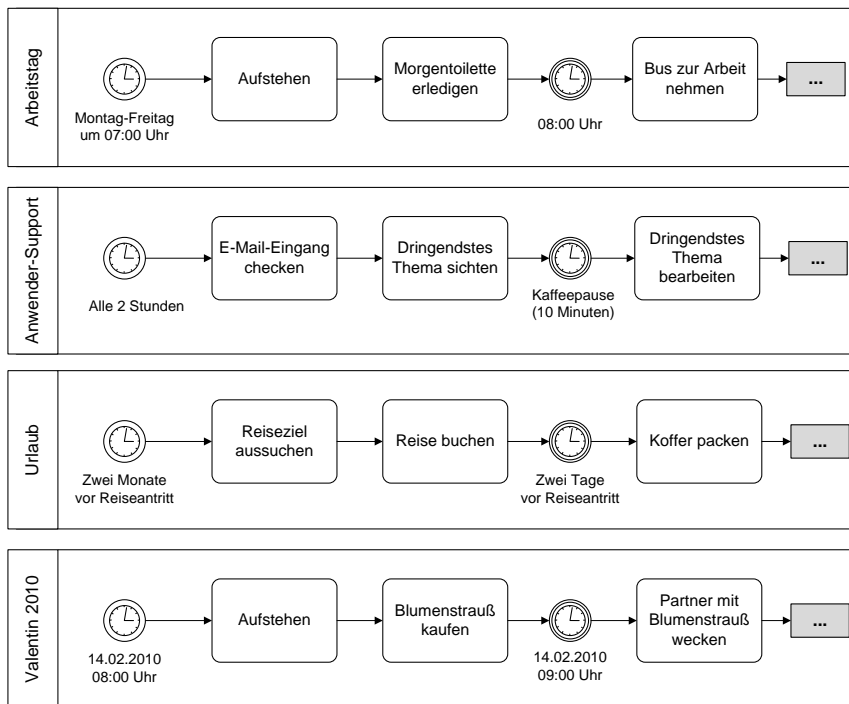 Arbeitstag
Montag-Freitag
um 07:00 Uhr
Aufstehen
Morgentoilette
erledigen
08:00 Uhr
Bus zur Arbeit
nehmen
...
Anwender-Support
Alle 2 Stunden
E-Mail-Eingang
checken
Dringendstes
Thema sichten
Kaffeepause
(10 Minuten)
Dringendstes
Thema
bearbeiten
...
Urlaub
Zwei Monate
vor Reiseantritt
Reiseziel
aussuchen
Reise buchen
Zwei Tage
vor Reiseantritt
Koffer packen
...
Valentin 2010
14.02.2010
08:00 Uhr
Aufstehen
Blumenstrauß
kaufen
14.02.2010
09:00 Uhr
Partner mit
Blumenstrauß
wecken
...